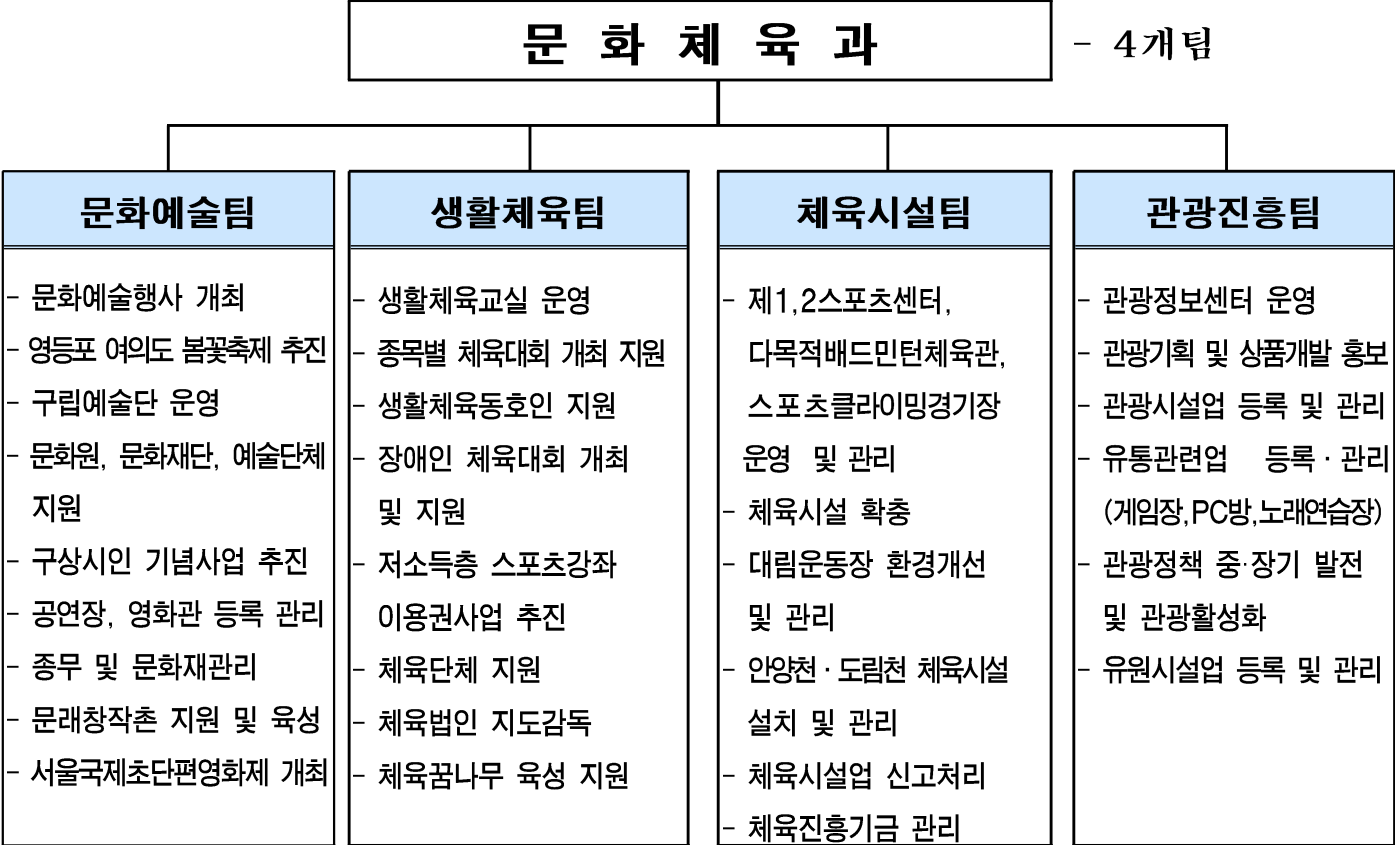 문 화 체 육 과
- 4개팀
문화예술팀
- 문화예술행사 개최
- 영등포 여의도 봄꽃축제 추진
- 구립예술단 운영
- 문화원, 문화재단, 예술단체
지원
- 구상시인 기념사업 추진
- 공연장, 영화관 등록 관리
- 종무 및 문화재관리
- 문래창작촌 지원 및 육성
- 서울국제초단편영화제 개최
생활체육팀
- 생활체육교실 운영
- 종목별 체육대회 개최 지원
- 생활체육동호인 지원
- 장애인 체육대회 개최
및 지원
- 저소득층 스포츠강좌
이용권사업 추진
- 체육단체 지원
- 체육법인 지도감독
- 체육꿈나무 육성 지원
체육시설팀
- 제1,2스포츠센터,
다목적배드민턴체육관,
스포츠클라이밍경기장
운영 및 관리
- 체육시설 확충
- 대림운동장 환경개선
및 관리
- 안양천·도림천 체육시설
설치 및 관리
- 체육시설업 신고처리
- 체육진흥기금 관리
관광진흥팀
- 관광정보센터 운영
- 관광기획 및 상품개발 홍보
- 관광시설업 등록 및 관리
- 유통관련업 등록·관리
(게임장,PC방,노래연습장)
- 관광정책 중·장기 발전
및 관광활성화
- 유원시설업 등록 및 관리